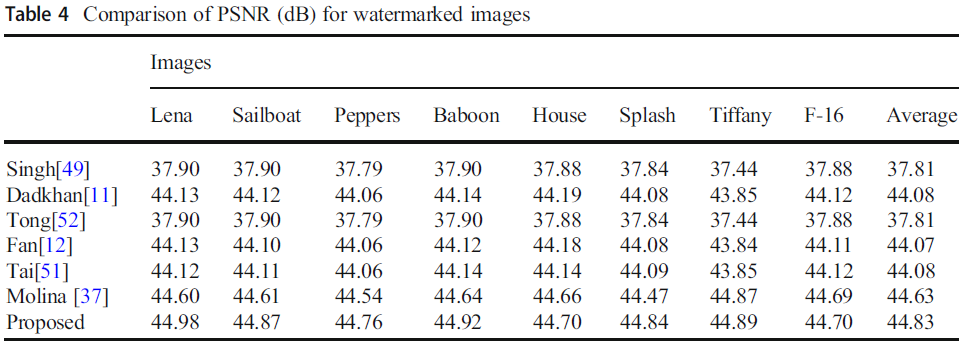 Table 4 Comparison of PSNR (dB) for watermarked images
Images
Lena Sailboat Peppers Baboon House Splash Tiffany F-16 Average
Singh[49] 37.90 37.90 37.79 37.90 37.88 37.84 37.44 37.88 37.81
Dadkhan[11] 44.13 44.12 44.06 44.14 44.19 44.08 43.85 44.12 44.08
Tong[52] 37.90 37.90 37.79 37.90 37.88 37.84 37.44 37.88 37.81
Fan[12] 44.13 44.10 44.06 44.12 44.18 44.08 43.84 44.11 44.07
Tai[51] 44.12 44.11 44.06 44.14 44.14 44.09 43.85 44.12 44.08
Molina [37] 44.60 44.61 44.54 44.64 44.66 44.47 44.87 44.69 44.63
Proposed 44.98 44.87 44.76 44.92 44.70 44.84 44.89 44.70 44.83